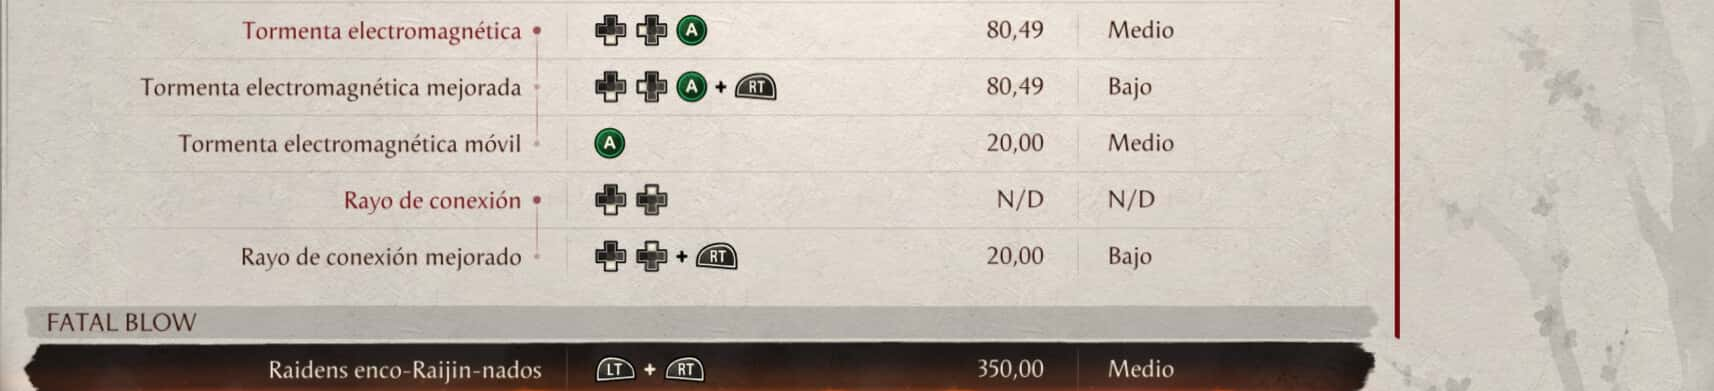 Tormenta electromagnética A 80,49 Medio
Tormenta electromagnética mejorada A + RT 80,49 Bajo
Tormenta electromagnética móvil A 20,00 Medio
Rayo de conexión N/D N/D
Rayo de conexión mejorado + RT 20,00 Bajo
FATAL BLOW
Raidens enco-Raijin-nados LT + RT 350,00 Medio